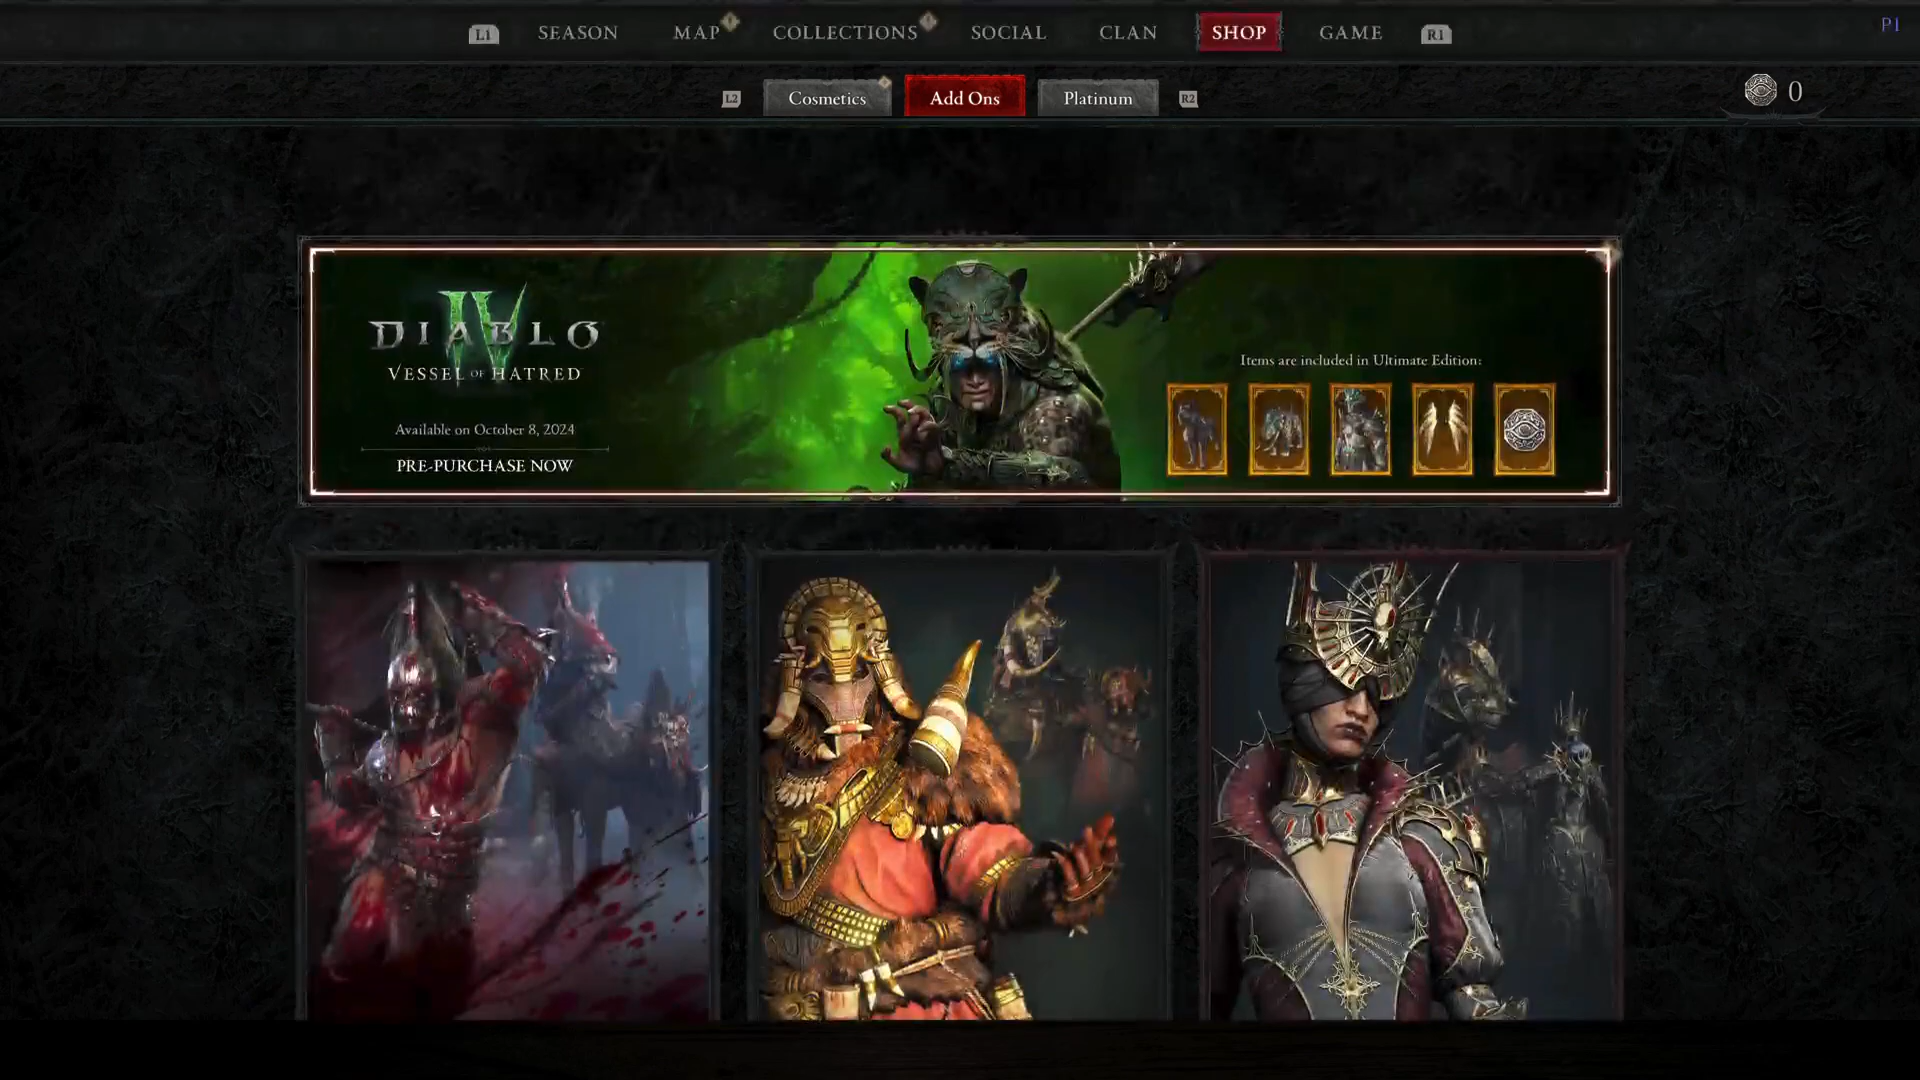 L1 SEASON MAP COLLECTIONS SOCIAL CLAN SHOP GAME R1
P1
L2 Cosmetics Add Ons Platinum R2
0
DIABLO IV
VESSEL OF HATRED
Available on October 8, 2024
PRE-PURCHASE NOW
Items are included in Ultimate Edition: